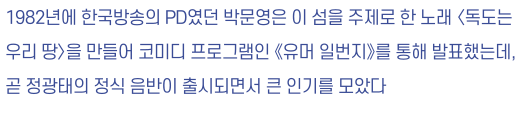 1982년에 한국방송의 PD였던 박문영은 이 섬을 주제로 한 노래 〈독도는
우리 땅〉을 만들어 코미디 프로그램인 《유머 일번지》를 통해 발표했는데,
곧 정광태의 정식 음반이 출시되면서 큰 인기를 모았다